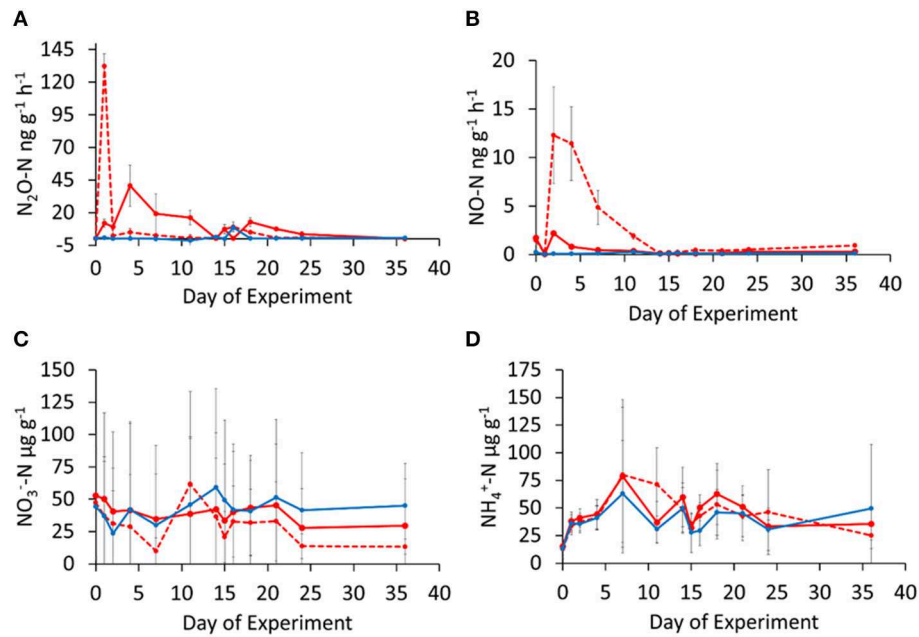 A
N₂O-N ng g⁻¹ h⁻¹
145
120
95
70
45
20
-5
0 5 10 15 20 25 30 35 40
Day of Experiment
B
NO-N ng g⁻¹ h⁻¹
20
15
10
5
0
0 5 10 15 20 25 30 35 40
Day of Experiment
C
NO₃⁻-N µg g⁻¹
150
125
100
75
50
25
0
0 5 10 15 20 25 30 35 40
Day of Experiment
D
NH₄⁺-N µg g⁻¹
175
150
125
100
75
50
25
0
0 5 10 15 20 25 30 35 40
Day of Experiment